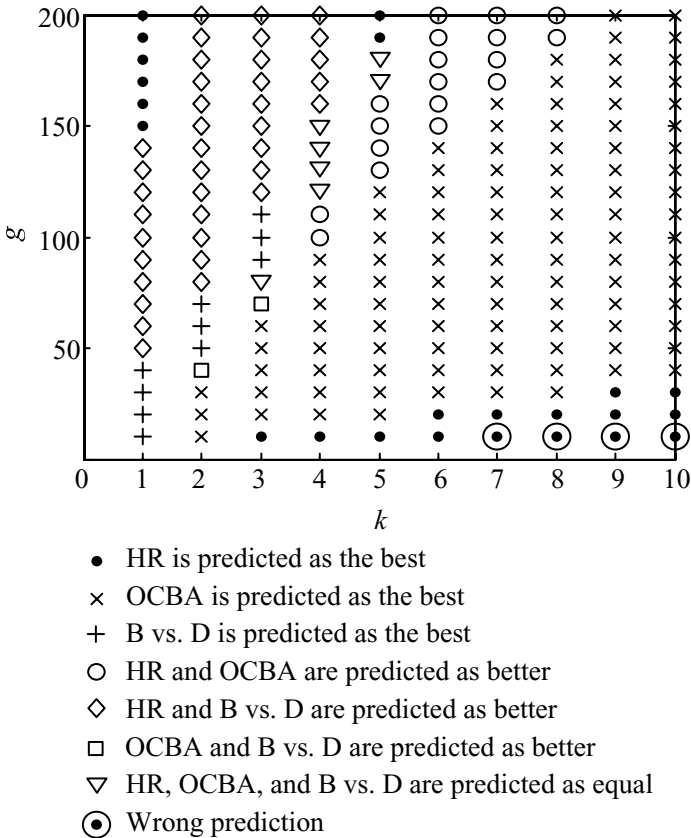 200
150
g
100
50
0 1 2 3 4 5 6 7 8 9 10
k
HR is predicted as the best
OCBA is predicted as the best
B vs. D is predicted as the best
HR and OCBA are predicted as better
HR and B vs. D are predicted as better
OCBA and B vs. D are predicted as better
HR, OCBA, and B vs. D are predicted as equal
Wrong prediction